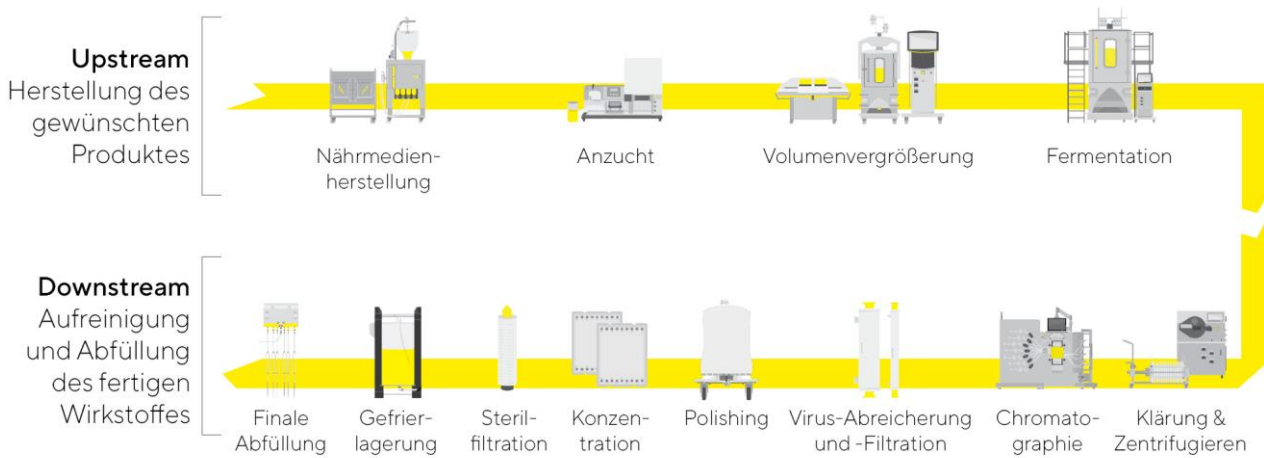 Upstream
Herstellung des
gewünschten
Produktes
Nährmedien-
herstellung
Anzucht
Volumenvergrößerung
Fermentation
Downstream
Aufreinigung
und Abfüllung
des fertigen
Wirkstoffes
Finale
Abfüllung
Gefrier-
lagerung
Steril-
filtration
Konzen-
tration
Polishing
Virus-Abreicherung
und -Filtration
Chromato-
graphie
Klärung &
Zentrifugieren